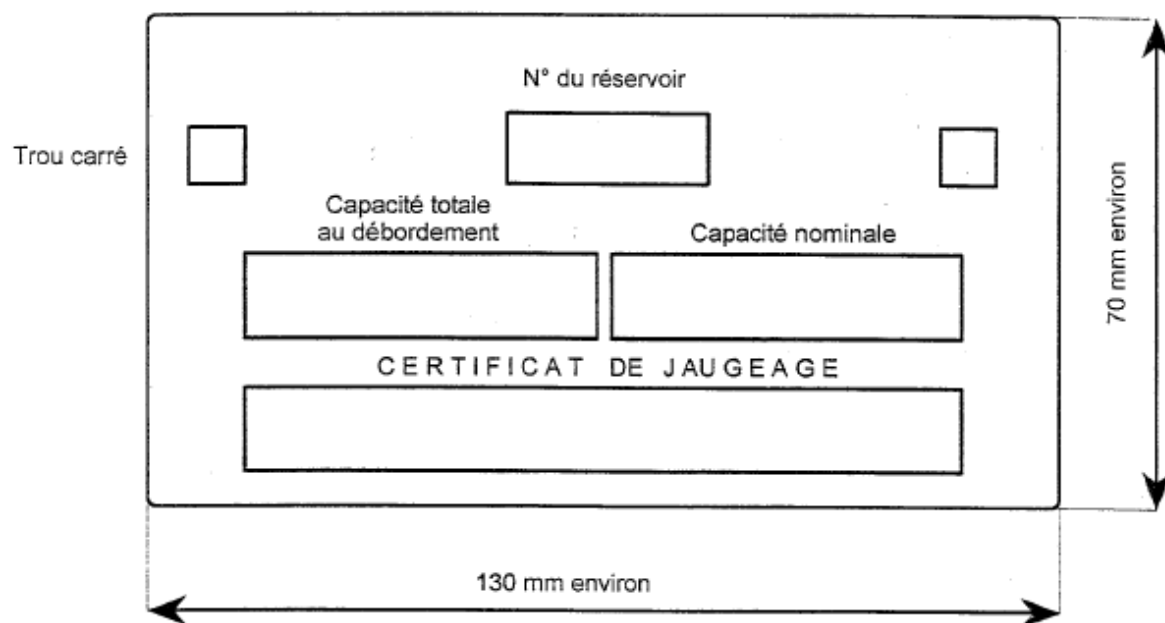 N° du réservoir
Trou carré
Capacité totale
au débordement
Capacité nominale
CERTIFICAT DE JAUGEAGE
70 mm environ
130 mm environ